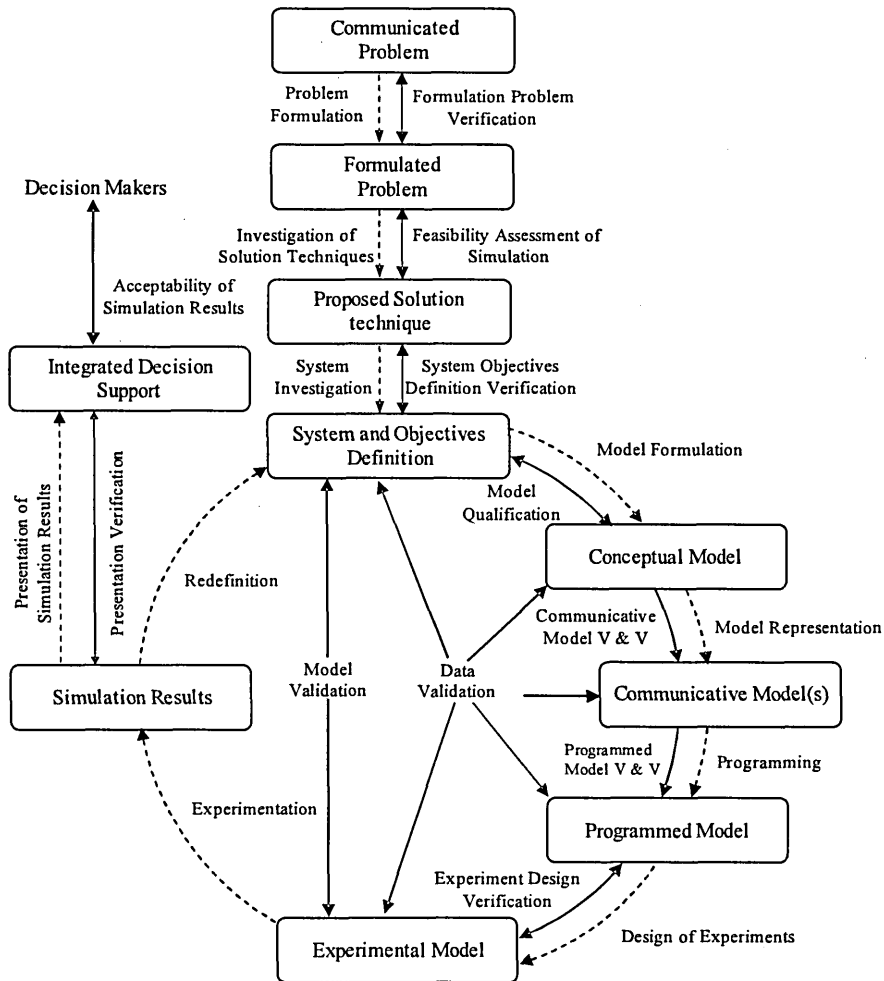 Communicated
Problem
Problem
Formulation
Formulation Problem
Verification
Formulated
Problem
Decision Makers
Investigation of
Solution Techniques
Feasibility Assessment of
Simulation
Acceptability of
Simulation Results
Proposed Solution
technique
Integrated Decision
Support
System
Investigation
System Objectives
Definition Verification
System and Objectives
Definition
Model Formulation
Model
Qualification
Presentation of
Simulation Results
Presentation Verification
Redefinition
Conceptual Model
Communicative
Model V & V
Model Representation
Simulation Results
Model
Validation
Data
Validation
Communicative Model(s)
Programmed
Model V & V
Programming
Experimentation
Programmed Model
Experiment Design
Verification
Experimental Model
Design of Experiments